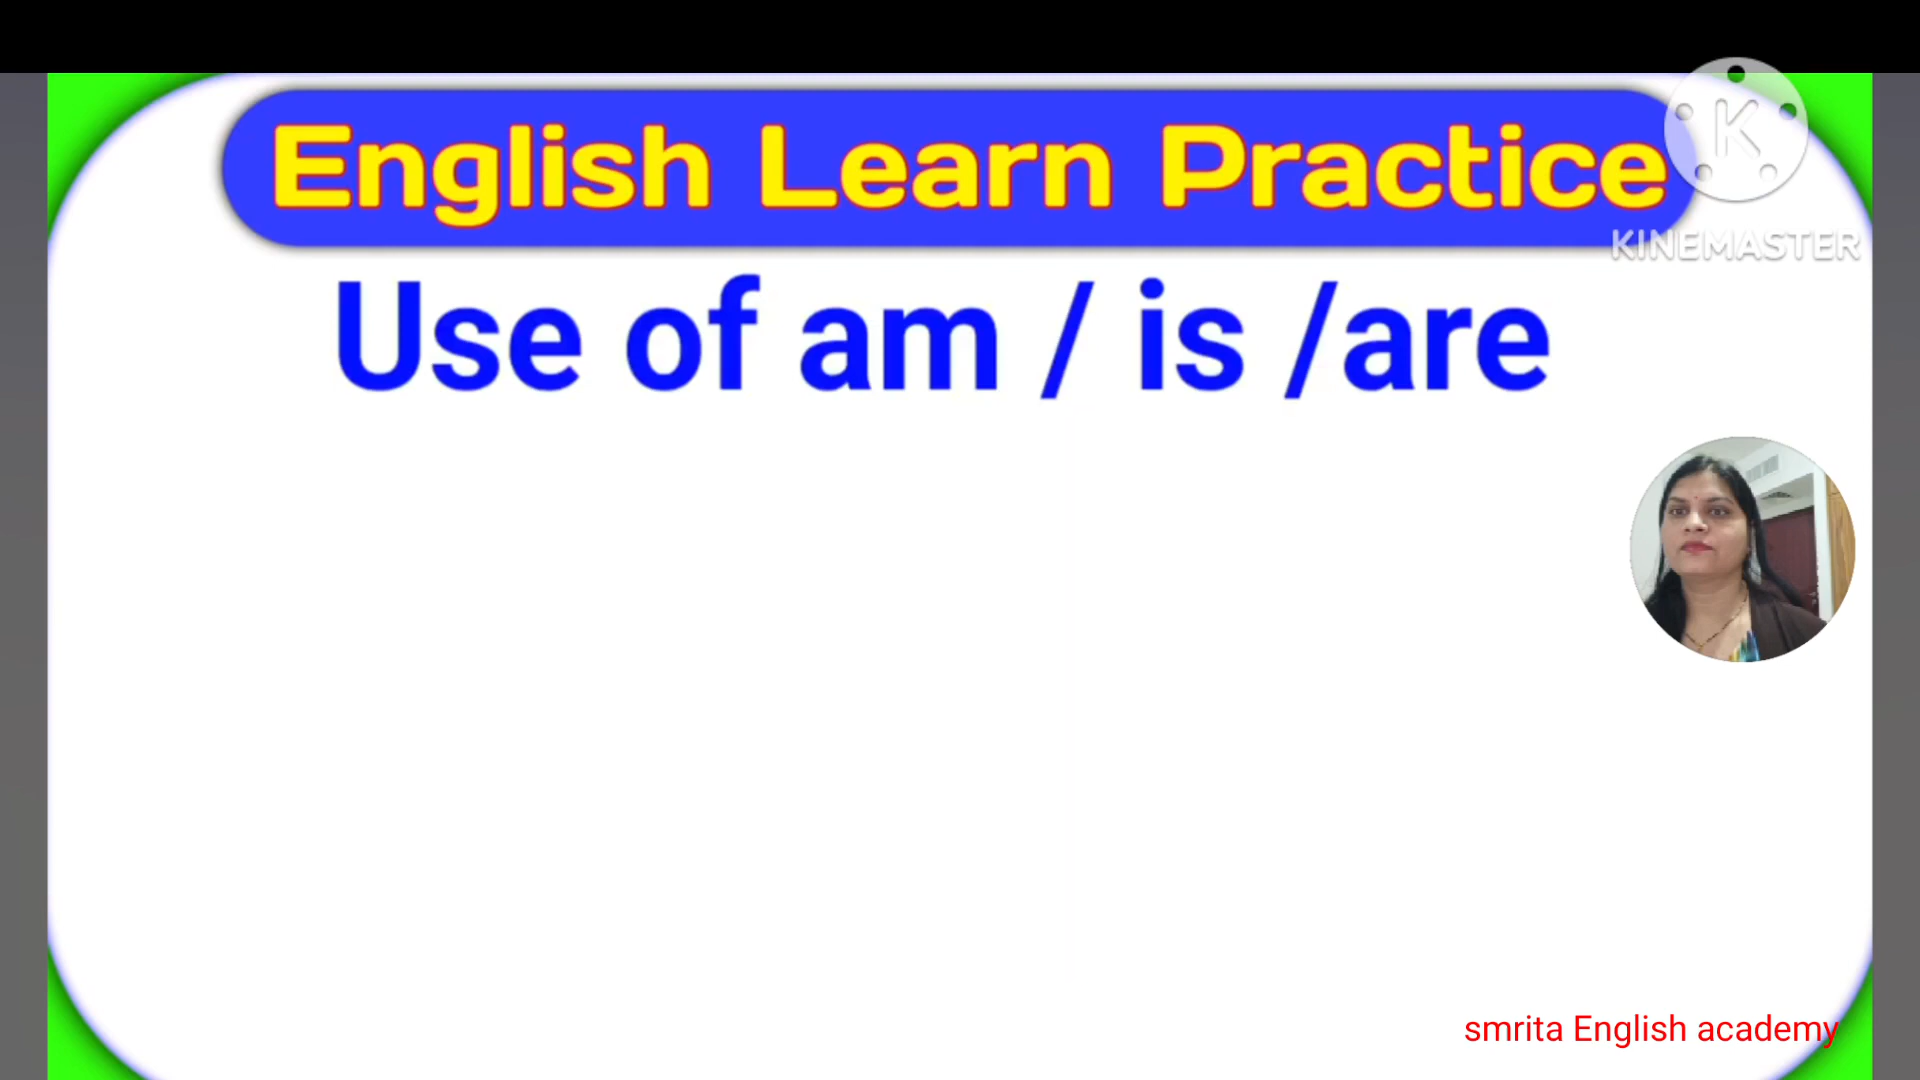 English Learn Practice
K
KINEMASTER
Use of am / is /are
smrita English academy